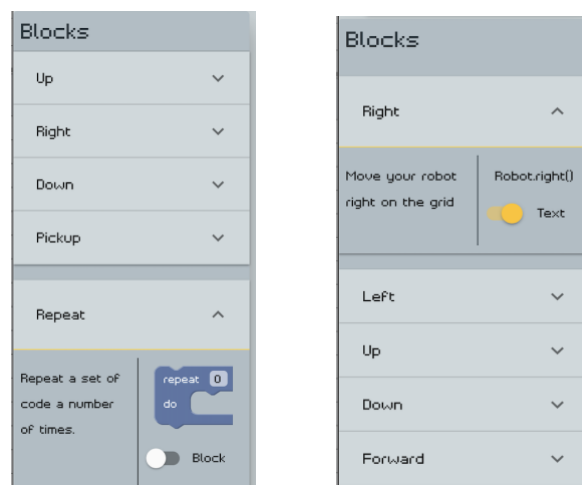 Blocks
Up
Right
Down
Pickup
Repeat
Repeat a set of
code a number
of times.
repeat 0
do
Block
Blocks
Right
Move your robot
right on the grid
Robot.right()
Text
Left
Up
Down
Forward